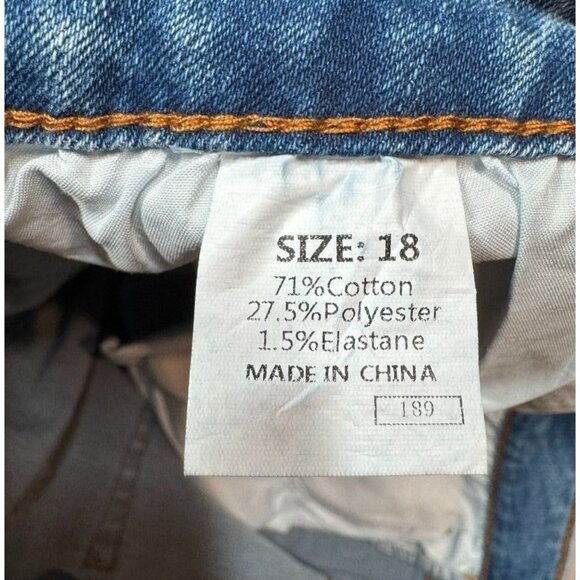 SIZE: 18
71%Cotton
27.5%Polyester
1.5%Elastane
MADE IN CHINA
189